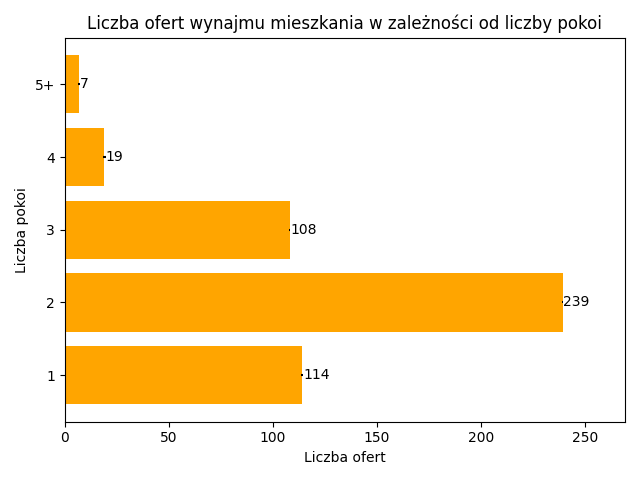 Liczba ofert wynajmu mieszkania w zależności od liczby pokoi
Liczba pokoi
5+ 7
4 19
3 108
2 239
1 114
0 50 100 150 200 250
Liczba ofert